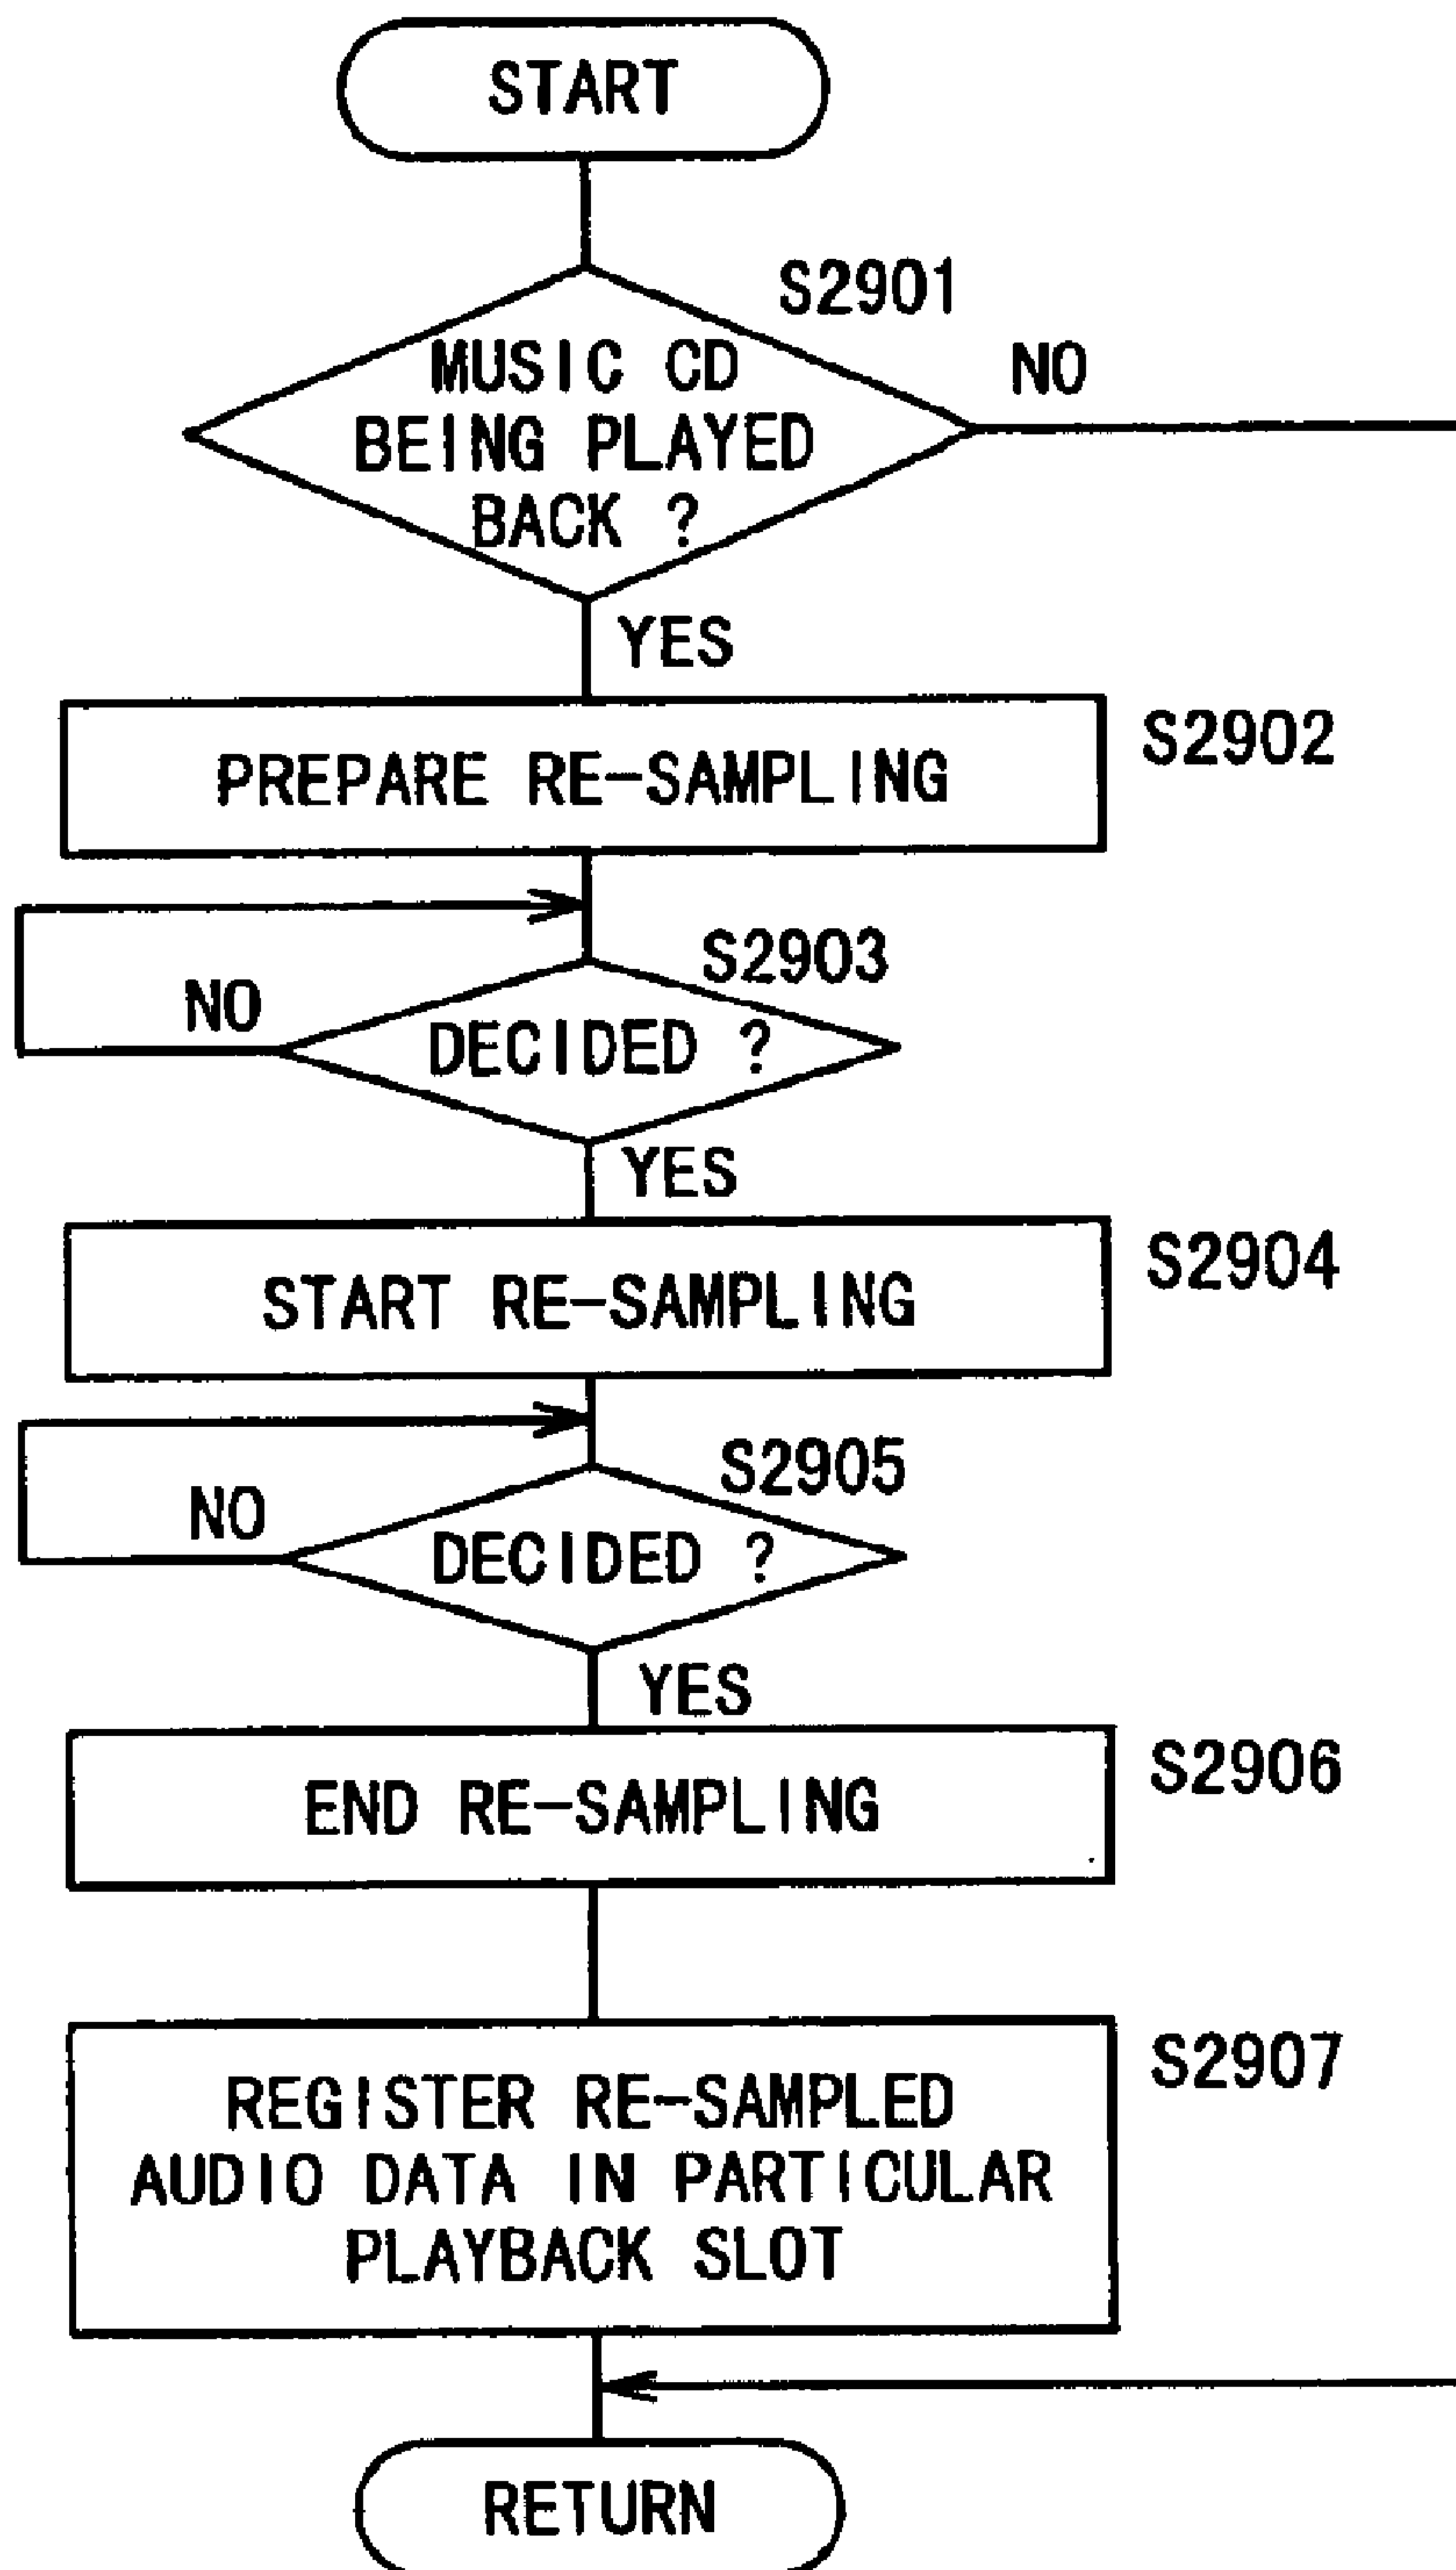 START
S2901
MUSIC CD
BEING PLAYED
BACK ?
NO
YES
PREPARE RE-SAMPLING
S2902
S2903
NO
DECIDED ?
YES
START RE-SAMPLING
S2904
S2905
NO
DECIDED ?
YES
END RE-SAMPLING
S2906
REGISTER RE-SAMPLED
AUDIO DATA IN PARTICULAR
PLAYBACK SLOT
S2907
RETURN